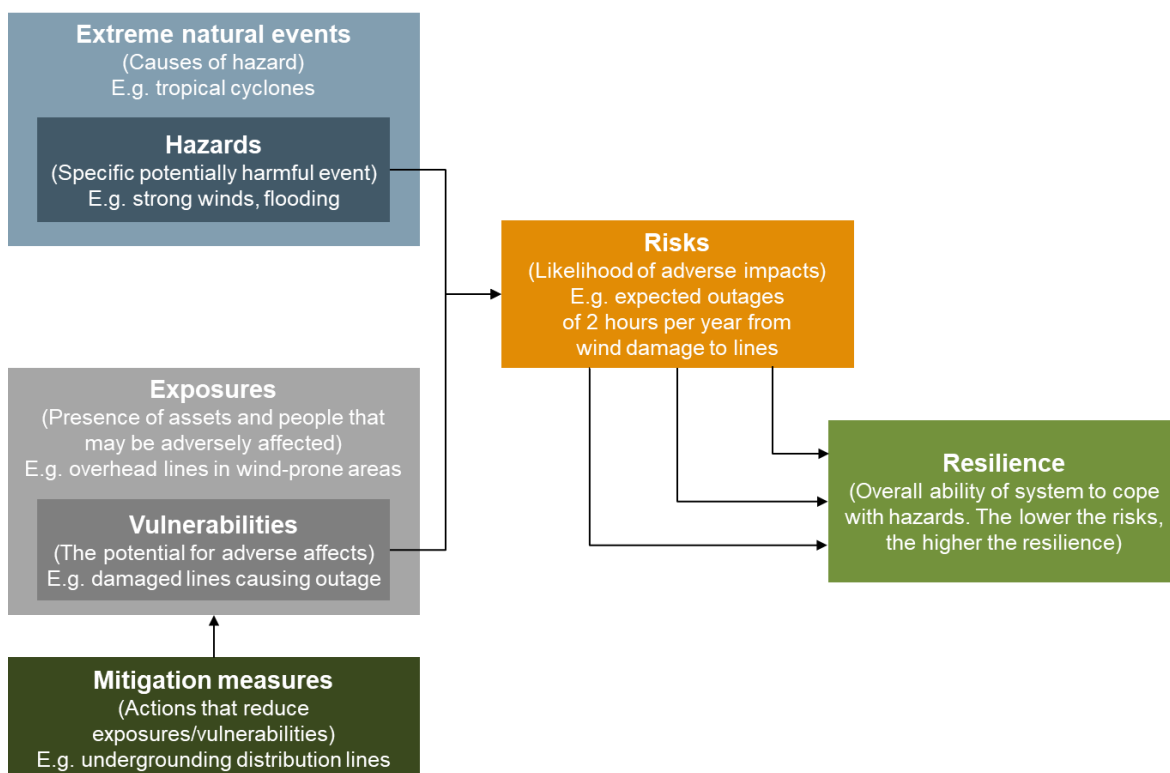 Extreme natural events
(Causes of hazard)
E.g. tropical cyclones
Hazards
(Specific potentially harmful event)
E.g. strong winds, flooding
Exposures
(Presence of assets and people that
may be adversely affected)
E.g. overhead lines in wind-prone areas
Vulnerabilities
(The potential for adverse affects)
E.g. damaged lines causing outage
Mitigation measures
(Actions that reduce
exposures/vulnerabilities)
E.g. undergrounding distribution lines
Risks
(Likelihood of adverse impacts)
E.g. expected outages
of 2 hours per year from
wind damage to lines
Resilience
(Overall ability of system to cope
with hazards. The lower the risks,
the higher the resilience)